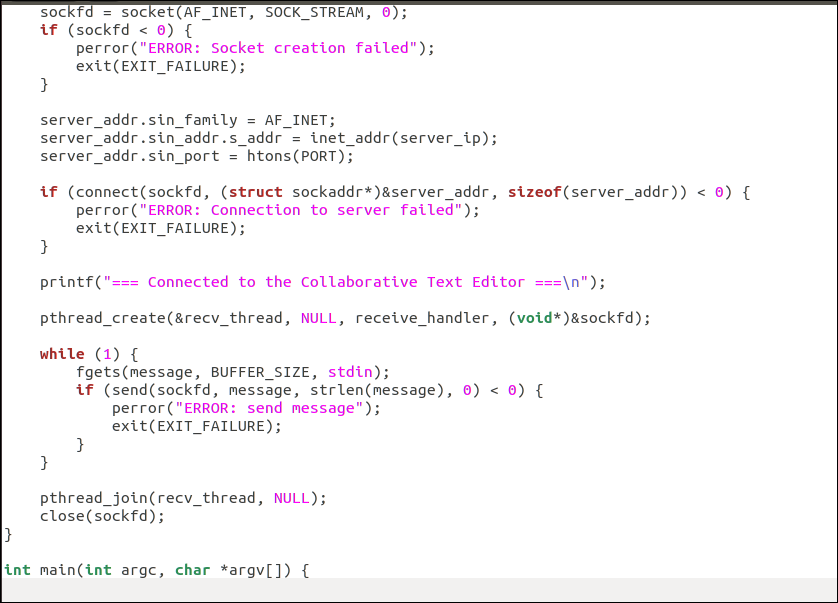 sockfd = socket(AF_INET, SOCK_STREAM, 0);
    if (sockfd < 0) {
        perror("ERROR: Socket creation failed");
        exit(EXIT_FAILURE);
    }

    server_addr.sin_family = AF_INET;
    server_addr.sin_addr.s_addr = inet_addr(server_ip);
    server_addr.sin_port = htons(PORT);

    if (connect(sockfd, (struct sockaddr*)&server_addr, sizeof(server_addr)) < 0) {
        perror("ERROR: Connection to server failed");
        exit(EXIT_FAILURE);
    }

    printf("=== Connected to the Collaborative Text Editor ===\n");

    pthread_create(&recv_thread, NULL, receive_handler, (void*)&sockfd);

    while (1) {
        fgets(message, BUFFER_SIZE, stdin);
        if (send(sockfd, message, strlen(message), 0) < 0) {
            perror("ERROR: send message");
            exit(EXIT_FAILURE);
        }
    }

    pthread_join(recv_thread, NULL);
    close(sockfd);
}

int main(int argc, char *argv[]) {